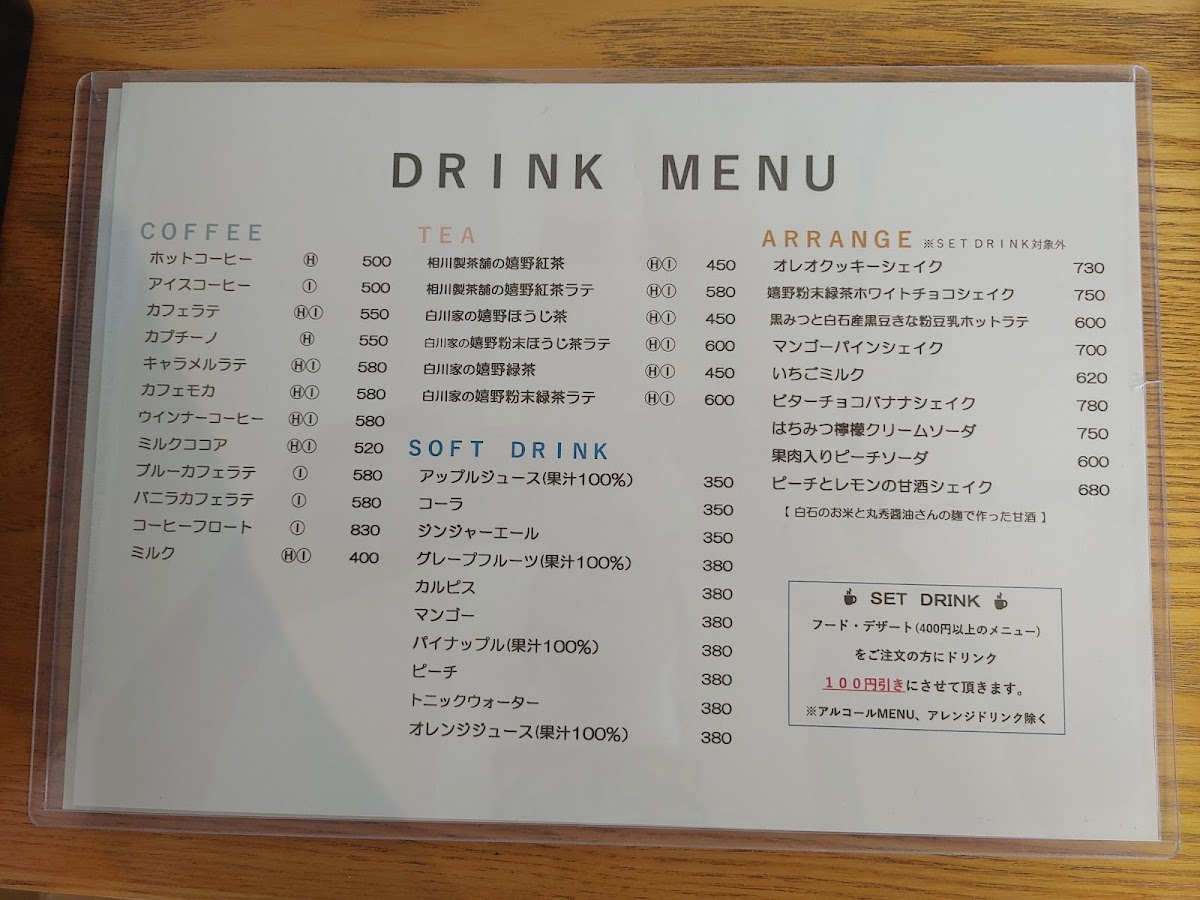 DRINK MENU
COFFEE
ホットコーヒー Ⓗ 500
アイスコーヒー Ⓘ 500
カフェラテ ⒽⒾ 550
カプチーノ Ⓗ 550
キャラメルラテ ⒽⒾ 580
カフェモカ ⒽⒾ 580
ウインナーコーヒー ⒽⒾ 580
ミルクココア ⒽⒾ 520
ブルーカフェラテ Ⓘ 580
バニラカフェラテ Ⓘ 580
コーヒーフロート Ⓘ 830
ミルク ⒽⒾ 400
TEA
相川製茶舗の嬉野紅茶 ⒽⒾ 450
相川製茶舗の嬉野紅茶ラテ ⒽⒾ 580
白川家の嬉野ほうじ茶 ⒽⒾ 450
白川家の嬉野粉末ほうじ茶ラテ ⒽⒾ 600
白川家の嬉野緑茶 ⒽⒾ 450
白川家の嬉野粉末緑茶ラテ ⒽⒾ 600
SOFT DRINK
アップルジュース(果汁100%) 350
コーラ 350
ジンジャーエール 350
グレープフルーツ(果汁100%) 380
カルピス 380
マンゴー 380
パイナップル(果汁100%) 380
ピーチ 380
トニックウォーター 380
オレンジジュース(果汁100%) 380
ARRANGE ※SET DRINK対象外
オレオクッキーシェイク 730
嬉野粉末緑茶ホワイトチョコシェイク 750
黒みつと白石産黒豆きな粉豆乳ホットラテ 600
マンゴーパインシェイク 700
いちごミルク 620
ビターチョコバナナシェイク 780
はちみつ檸檬クリームソーダ 750
果肉入りピーチソーダ 600
ピーチとレモンの甘酒シェイク 680
【 白石のお米と丸秀醤油さんの麹で作った甘酒 】
SET DRINK
フード・デザート(400円以上のメニュー)
をご注文の方にドリンク
100円引きにさせて頂きます。
※アルコールMENU、アレンジドリンク除く